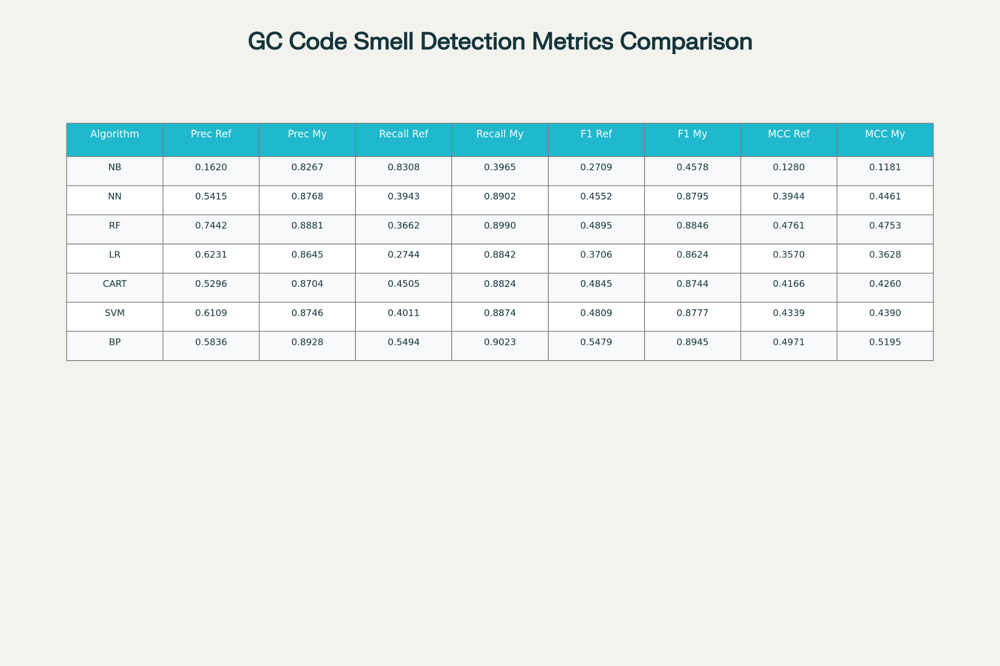 GC Code Smell Detection Metrics Comparison
Algorithm Prec Ref Prec My Recall Ref Recall My F1 Ref F1 My MCC Ref MCC My
NB 0.1620 0.8267 0.8308 0.3965 0.2709 0.4578 0.1280 0.1181
NN 0.5415 0.8768 0.3943 0.8902 0.4552 0.8795 0.3944 0.4461
RF 0.7442 0.8881 0.3662 0.8990 0.4895 0.8846 0.4761 0.4753
LR 0.6231 0.8645 0.2744 0.8842 0.3706 0.8624 0.3570 0.3628
CART 0.5296 0.8704 0.4505 0.8824 0.4845 0.8744 0.4166 0.4260
SVM 0.6109 0.8746 0.4011 0.8874 0.4809 0.8777 0.4339 0.4390
BP 0.5836 0.8928 0.5494 0.9023 0.5479 0.8945 0.4971 0.5195